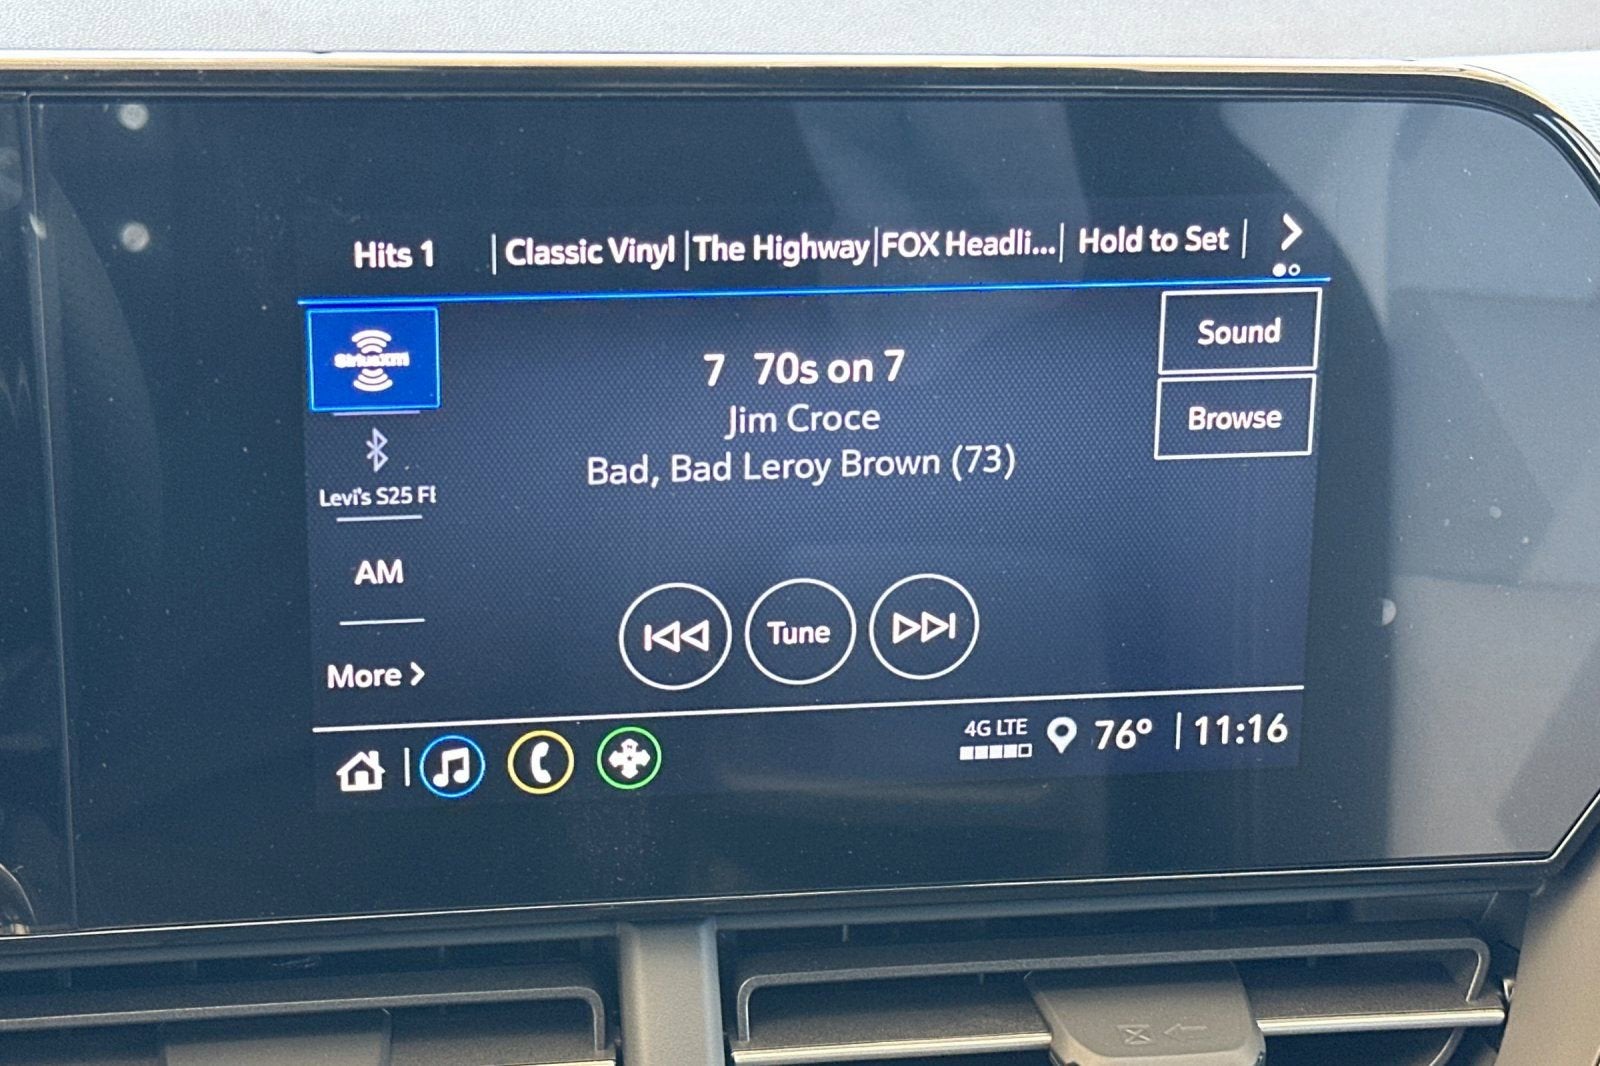 Hits 1 | Classic Vinyl | The Highway | FOX Headli... | Hold to Set |
SiriusXM
7 70s on 7
Jim Croce
Bad, Bad Leroy Brown (73)
Sound
Browse
Levi's S25 FE
AM
More
Tune
4G LTE
76° | 11:16